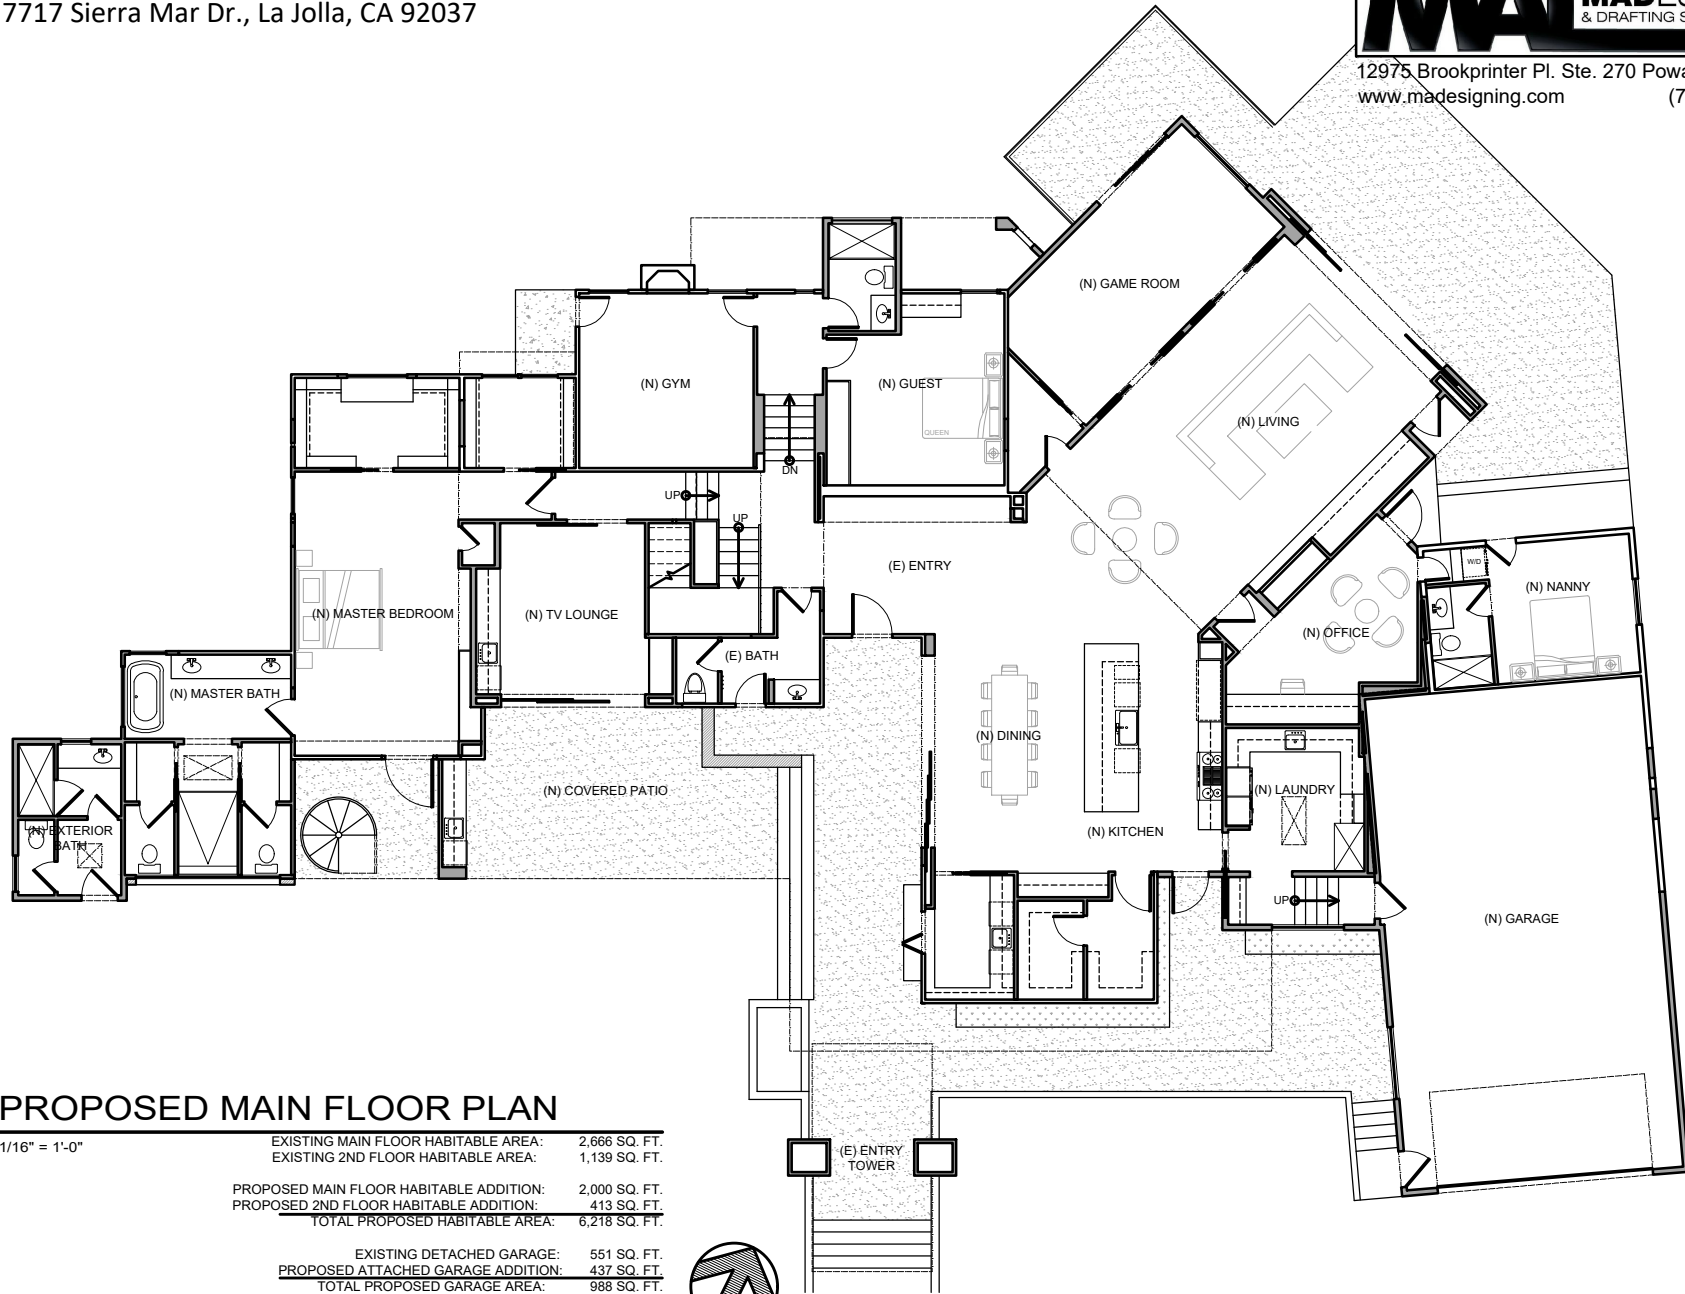 7717 Sierra Mar Dr., La Jolla, CA 92037
& DRAFTING
12975 Brookprinter Pl. Ste. 270
www.madesigning.com
(N) GAME ROOM
(N) GYM
(N) GUEST
QUEEN
(N) LIVING
DN
UP
UP
(E) ENTRY
W/D
(N) NANNY
(N) MASTER BEDROOM
(N) TV LOUNGE
(N) OFFICE
(E) BATH
(N) MASTER BATH
(N) DINING
(N) COVERED PATIO
(N) LAUNDRY
(N) EXTERIOR
BATH
(N) KITCHEN
UP
(N) GARAGE
(E) ENTRY
TOWER
PROPOSED MAIN FLOOR PLAN
1/16" = 1'-0"
EXISTING MAIN FLOOR HABITABLE AREA: 2,666 SQ. FT.
EXISTING 2ND FLOOR HABITABLE AREA: 1,139 SQ. FT.
PROPOSED MAIN FLOOR HABITABLE ADDITION: 2,000 SQ. FT.
PROPOSED 2ND FLOOR HABITABLE ADDITION: 413 SQ. FT.
TOTAL PROPOSED HABITABLE AREA: 6,218 SQ. FT.
EXISTING DETACHED GARAGE: 551 SQ. FT.
PROPOSED ATTACHED GARAGE ADDITION: 437 SQ. FT.
TOTAL PROPOSED GARAGE AREA: 988 SQ. FT.